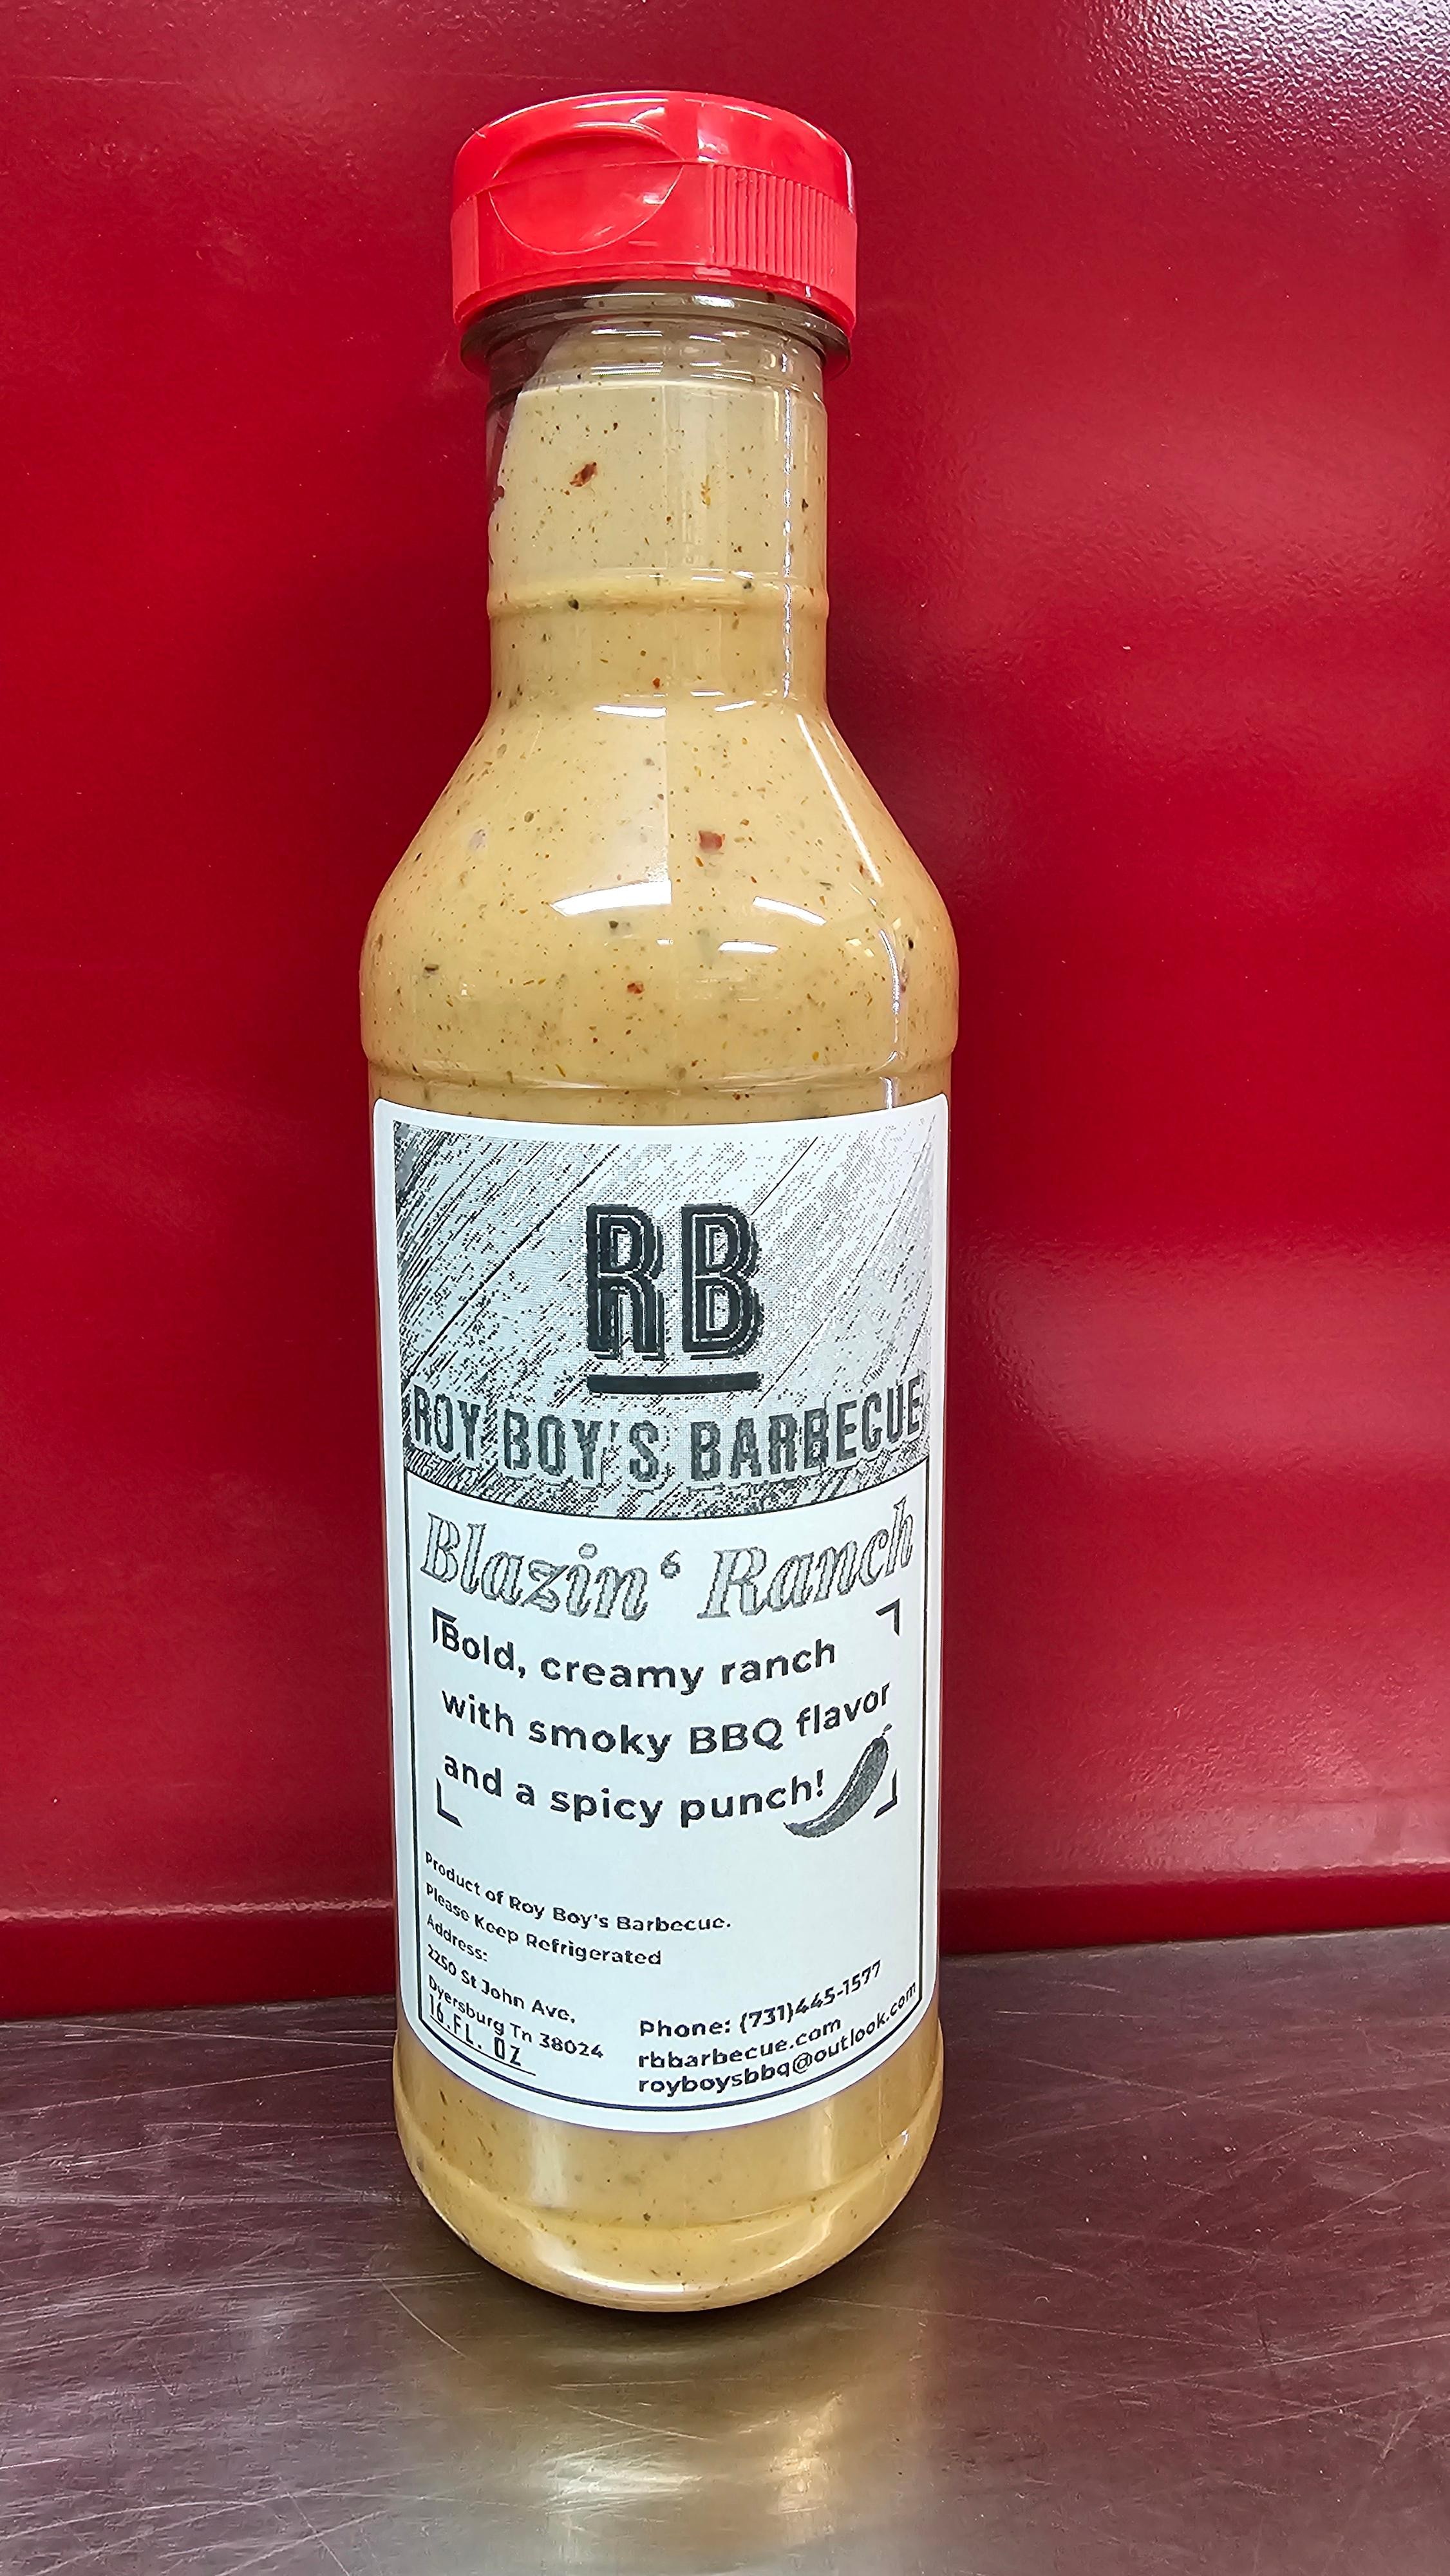 RB
ROY BOY'S BARBECUE
Blazin‘ Ranch
Bold, creamy ranch
with smoky BBQ flavor
and a spicy punch!
Product of Roy Boy's Barbecue.
Please Keep Refrigerated
Address:
2250 St John Ave,
Dyersburg Tn 38024
16.FL. OZ
Phone: (731)445-1577
rbbarbecue.com
royboysbbq@outlook.com